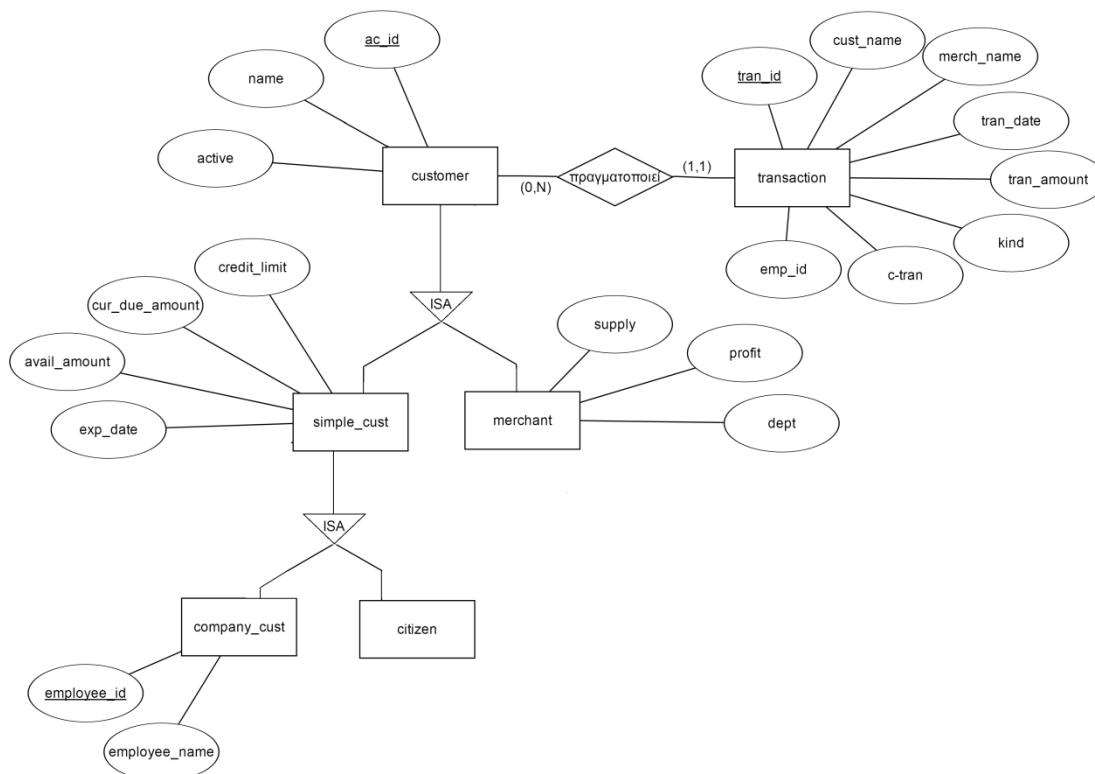 ac_id
cust_name
merch_name
name
tran_id
tran_date
active
customer
(0,N)
πραγματοποιεί
(1,1)
transaction
tran_amount
kind
emp_id
c-tran
credit_limit
cur_due_amount
ISA
supply
avail_amount
profit
exp_date
simple_cust
merchant
dept
ISA
company_cust
citizen
employee_id
employee_name